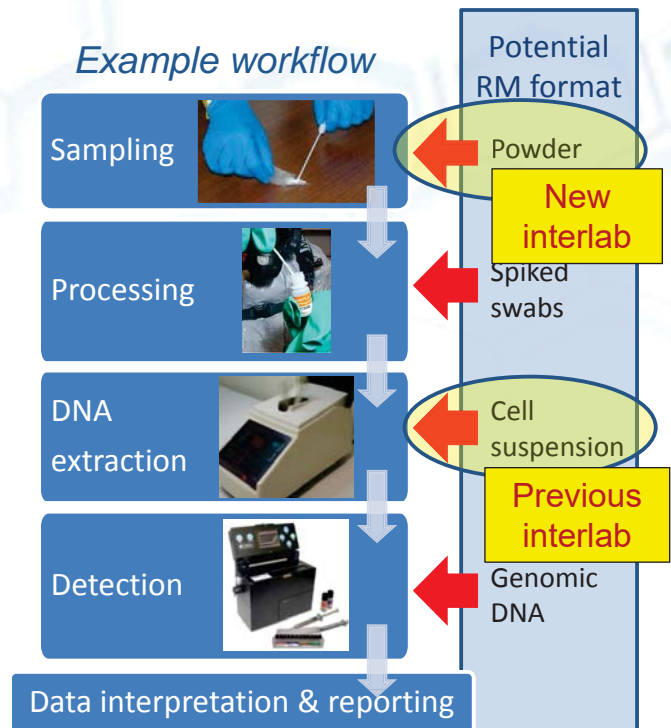 Example workflow
Potential
RM format
Sampling
Powder
New
interlab
Processing
Spiked
swabs
DNA
extraction
Cell
suspension
Previous
interlab
Detection
Genomic
DNA
Data interpretation & reporting